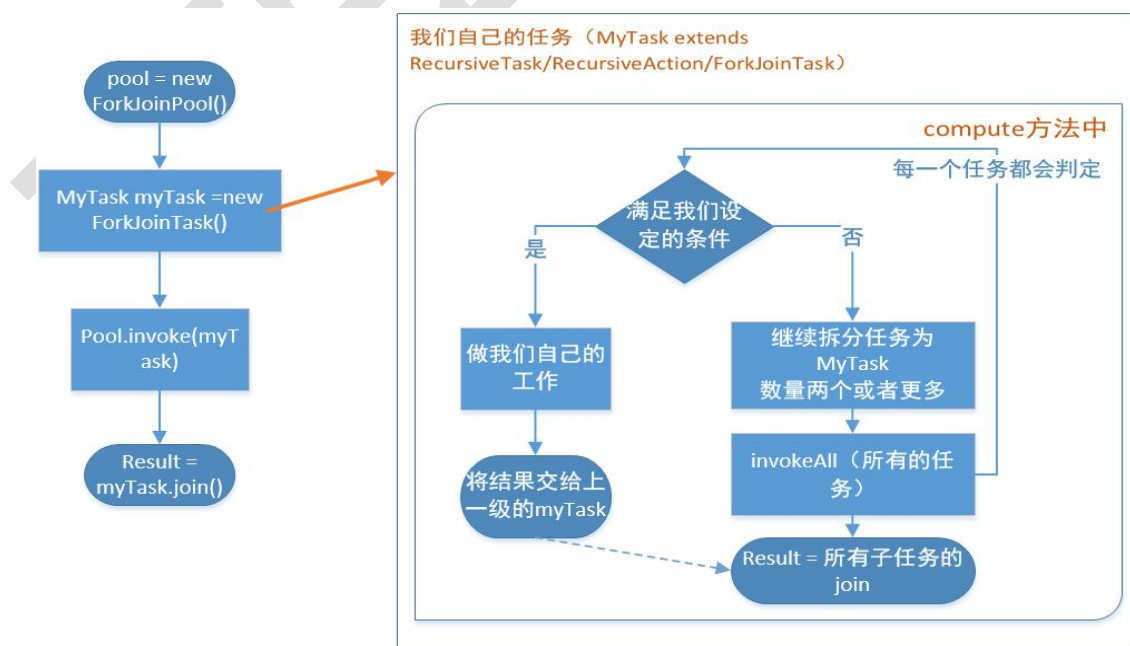 pool = new
ForkJoinPool()
MyTask myTask =new
ForkJoinTask()
Pool.invoke(myT
ask)
Result =
myTask.join()
我们自己的任务（MyTask extends
RecursiveTask/RecursiveAction/ForkJoinTask）
compute方法中
每一个任务都会判定
满足我们设
定的条件
是
否
做我们自己的
工作
将结果交给上
一级的myTask
继续拆分任务为
MyTask
数量两个或者更多
invokeAll（所有的任
务）
Result = 所有子任务的
join